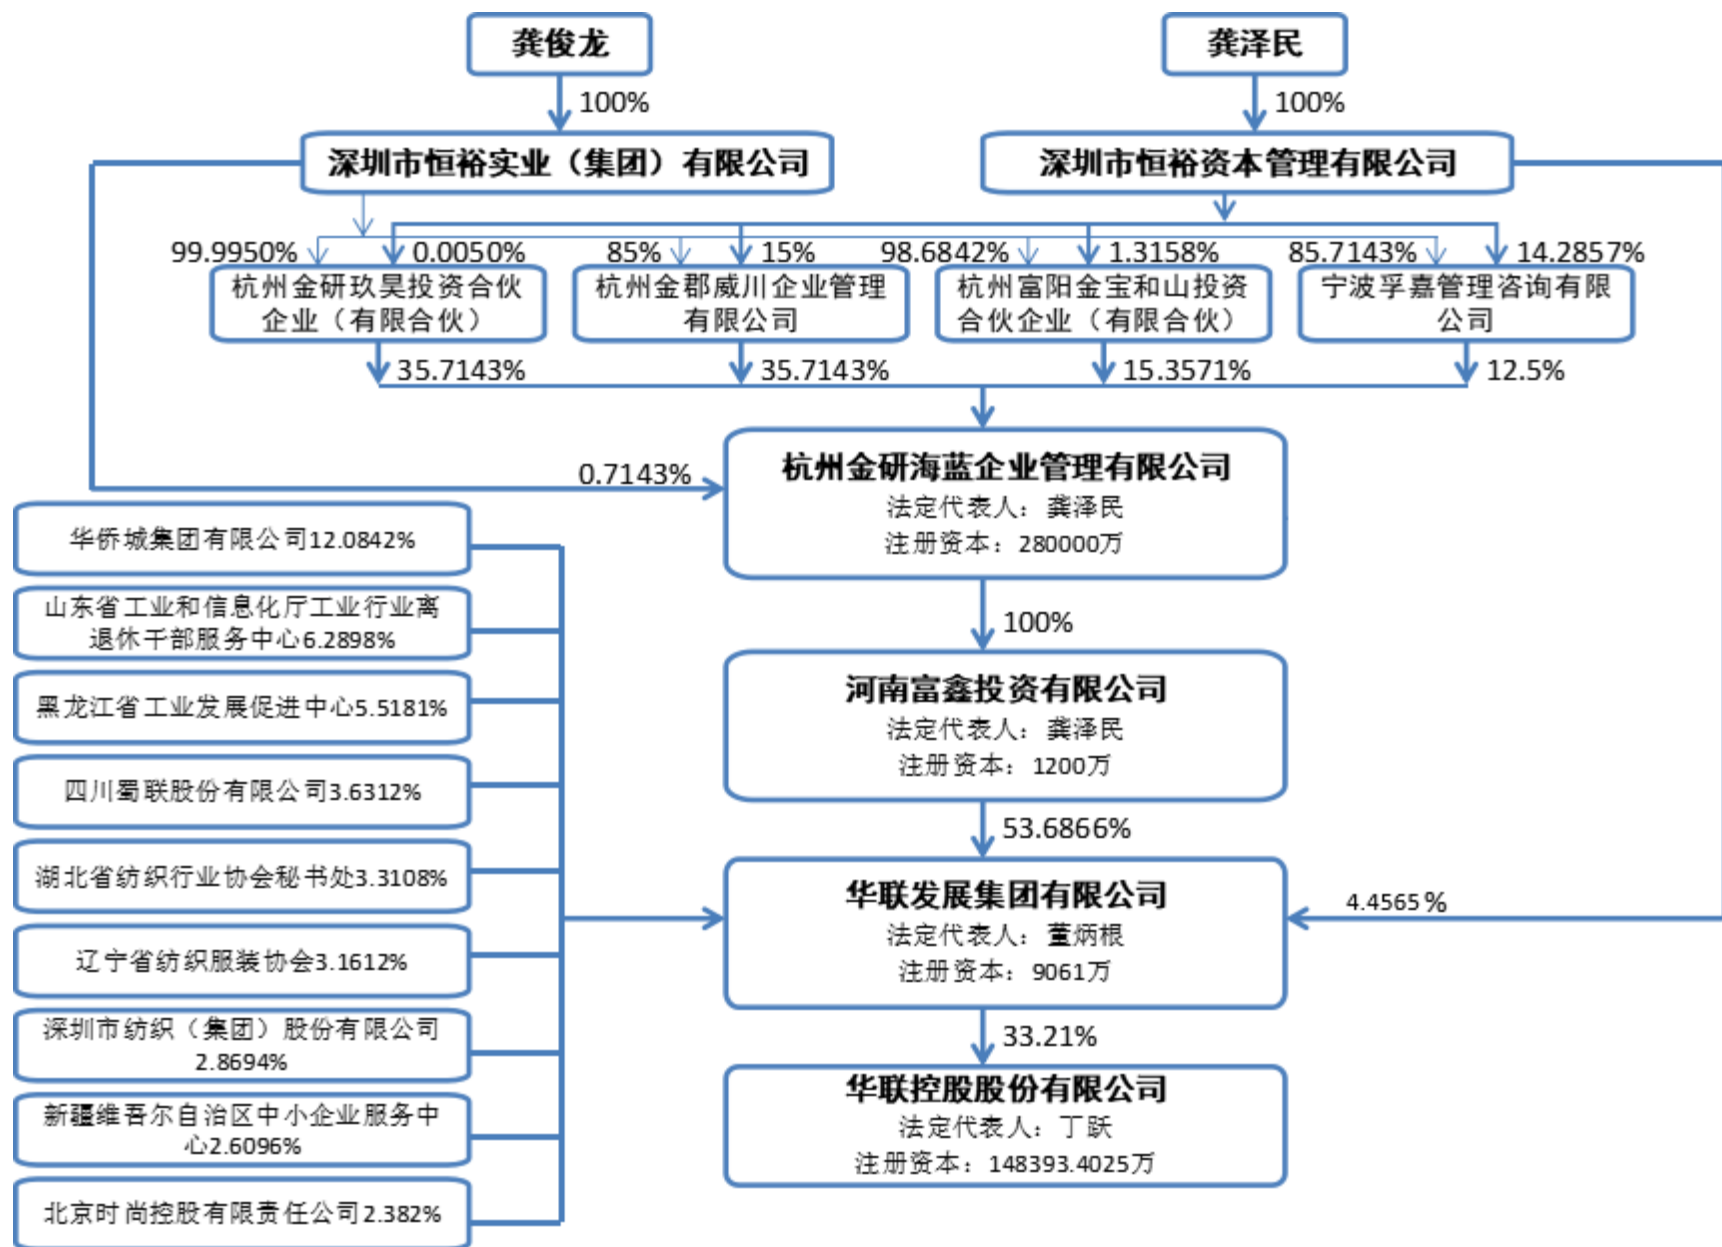 龚俊龙
龚泽民
100%
100%
深圳市恒裕实业（集团）有限公司
深圳市恒裕资本管理有限公司
99.9950%
0.0050%
85%
15%
98.6842%
1.3158%
85.7143%
14.2857%
杭州金研玖昊投资合伙
企业（有限合伙）
杭州金郡威川企业管理
有限公司
杭州富阳金宝和山投资
合伙企业（有限合伙）
宁波孚嘉管理咨询有限
公司
35.7143%
35.7143%
15.3571%
12.5%
杭州金研海蓝企业管理有限公司
法定代表人：龚泽民
注册资本：280000万
0.7143%
100%
河南富鑫投资有限公司
法定代表人：龚泽民
注册资本：1200万
53.6866%
华侨城集团有限公司12.0842%
山东省工业和信息化厅工业行业离
退休干部服务中心6.2898%
黑龙江省工业发展促进中心5.5181%
四川蜀联股份有限公司3.6312%
湖北省纺织行业协会秘书处3.3108%
辽宁省纺织服装协会3.1612%
深圳市纺织（集团）股份有限公司
2.8694%
新疆维吾尔自治区中小企业服务中
心2.6096%
北京时尚控股有限责任公司2.382%
华联发展集团有限公司
法定代表人：董炳根
注册资本：9061万
4.4565%
33.21%
华联控股股份有限公司
法定代表人：丁跃
注册资本：148393.4025万